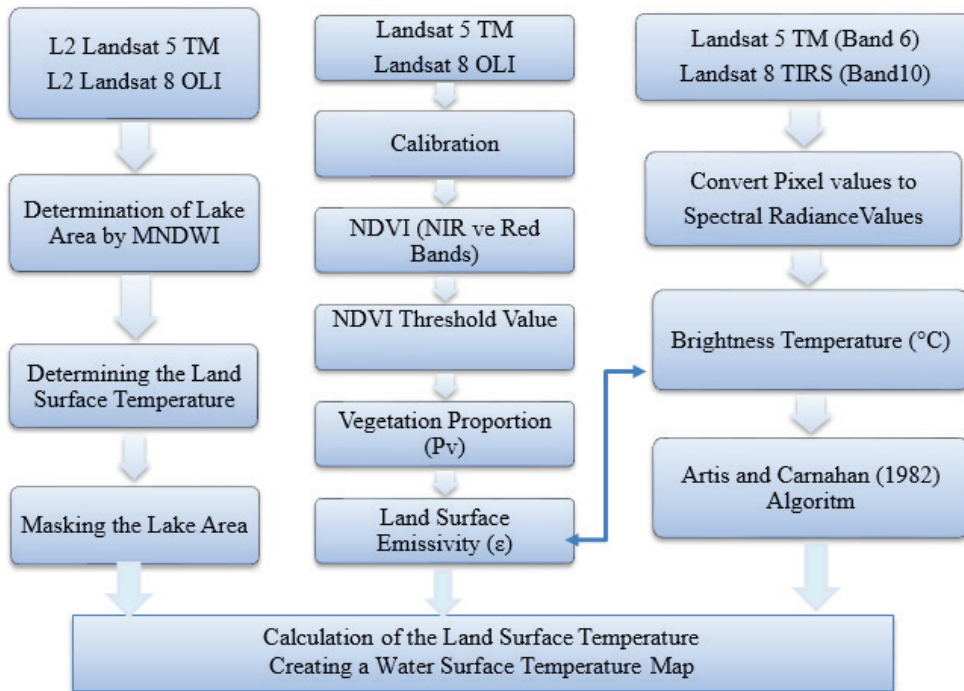 L2 Landsat 5 TM
L2 Landsat 8 OLI
Determination of Lake
Area by MNDWI
Determining the Land
Surface Temperature
Masking the Lake Area
Landsat 5 TM
Landsat 8 OLI
Calibration
NDVI (NIR ve Red
Bands)
NDVI Threshold Value
Vegetation Proportion
(Pv)
Land Surface
Emissivity (ε)
Landsat 5 TM (Band 6)
Landsat 8 TIRS (Band10)
Convert Pixel values to
Spectral RadianceValues
Brightness Temperature (°C)
Artis and Carnahan (1982)
Algoritm
Calculation of the Land Surface Temperature
Creating a Water Surface Temperature Map